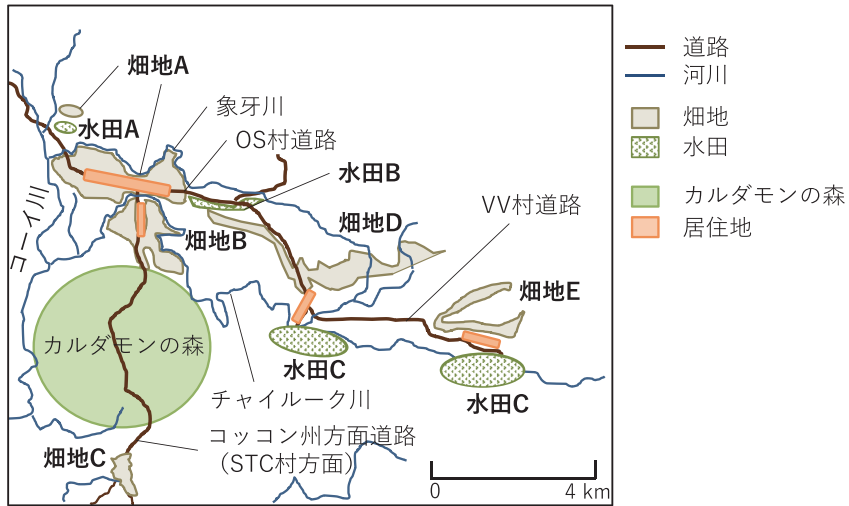 畑地A
水田A
象牙川
OS村道路
水田B
VV村道路
コーイ川
畑地B
畑地D
畑地E
カルダモンの森
水田C
水田C
チャイルーク川
コッコン州方面道路
（STC村方面）
畑地C
0
4 km
道路
河川
畑地
水田
カルダモンの森
居住地